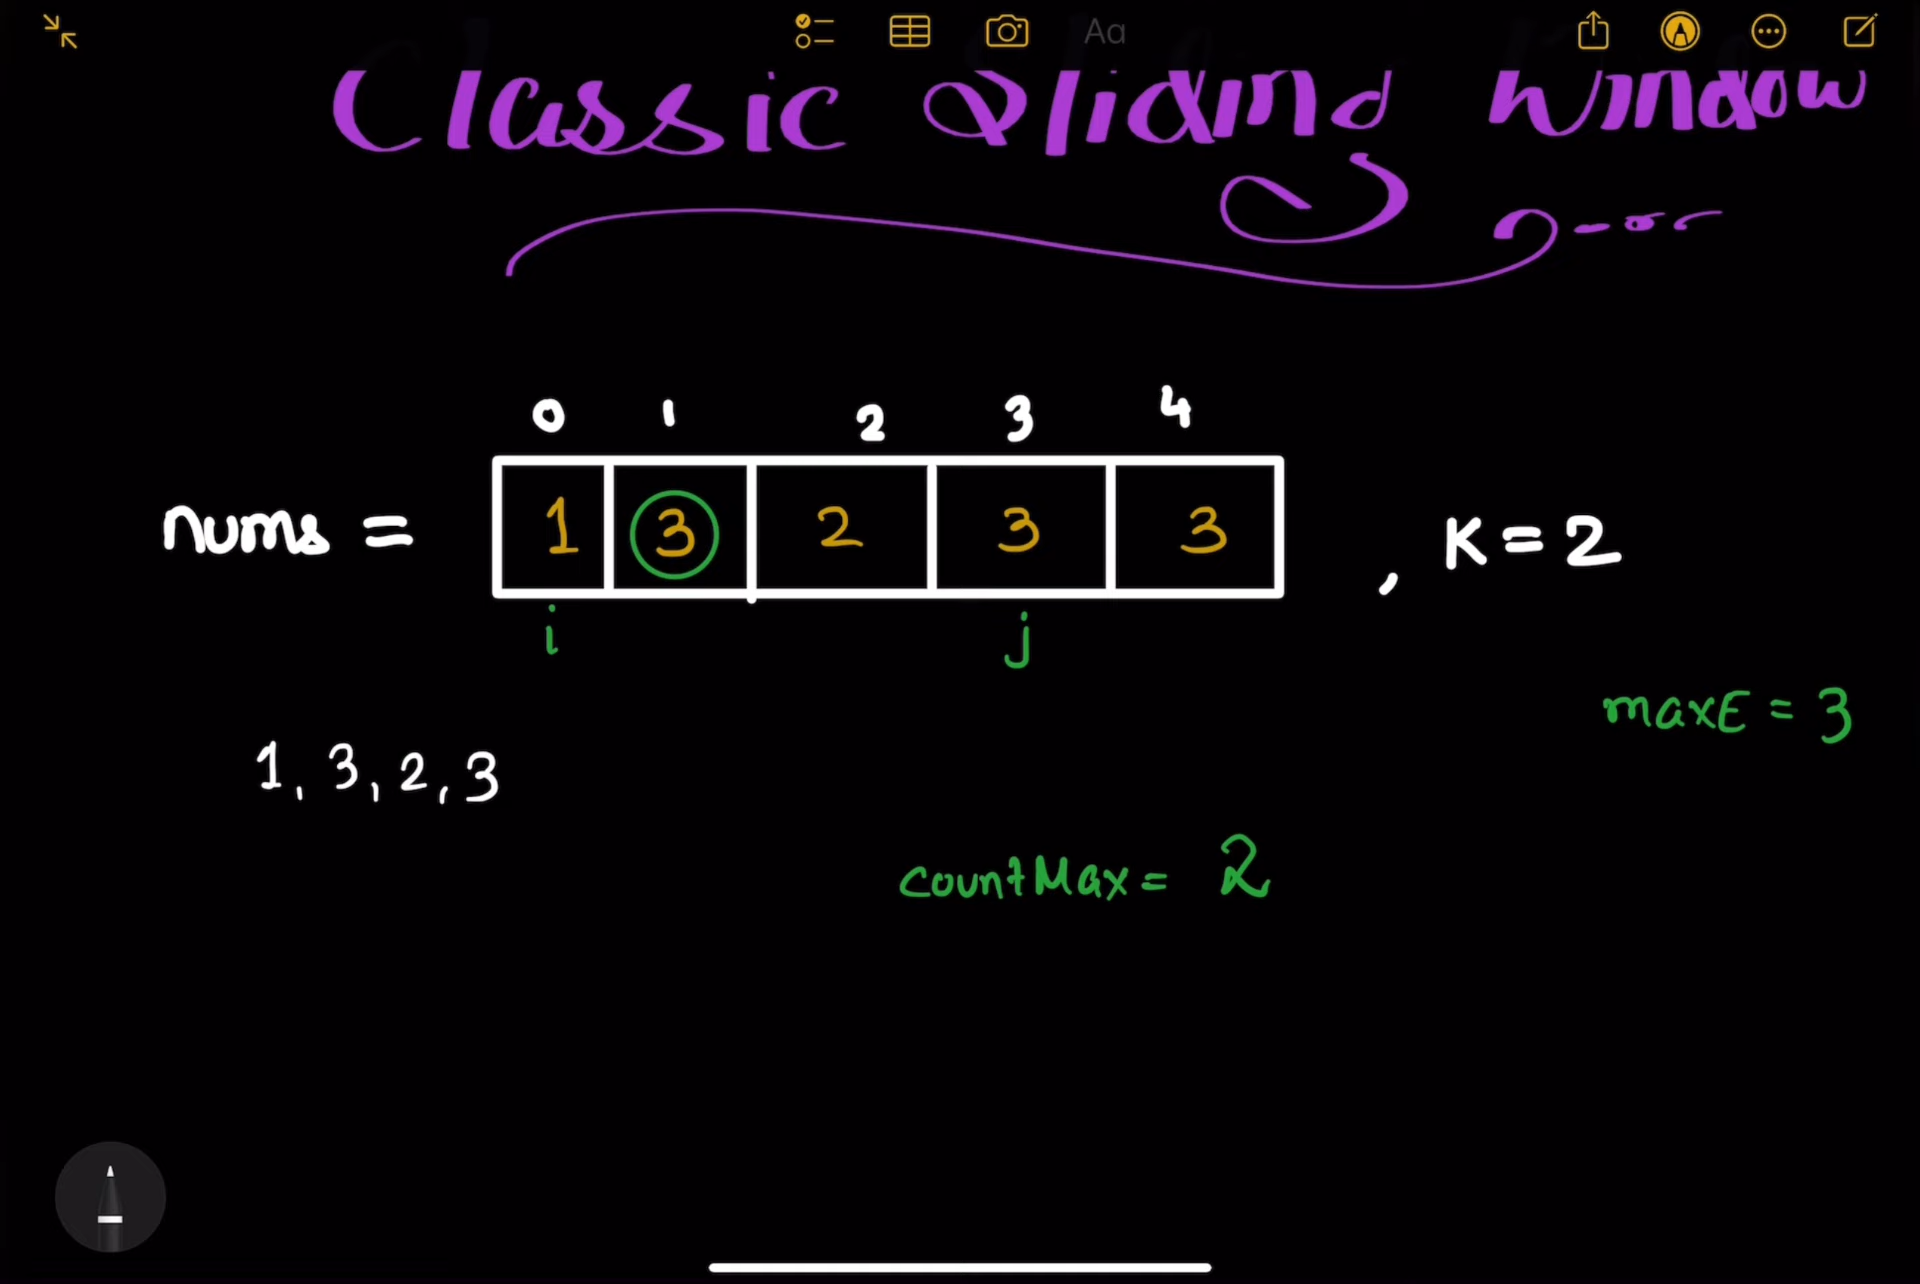 Aa
Classic Sliding Window
0 1 2 3 4
nums = 1 3 2 3 3 , K = 2
i j
maxE = 3
1, 3, 2, 3
countMax = 2